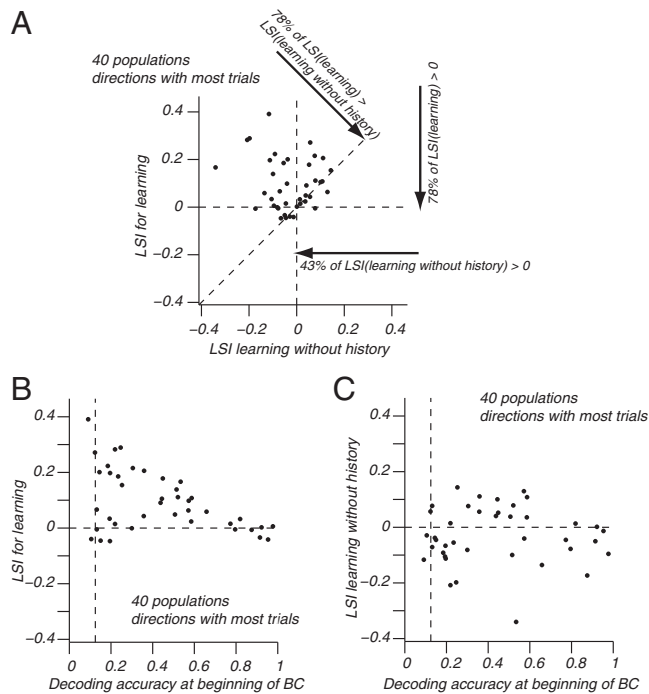 A
40 populations
directions with most trials
78% of LSI(learning) >
LSI(learning without history)
78% of LSI(learning) > 0
43% of LSI(learning without history) > 0
LSI for learning
0.4
0.2
0
−0.2
−0.4
−0.4 −0.2 0 0.2 0.4
LSI learning without history
B
LSI for learning
0.4
0.2
0
−0.2
−0.4
40 populations
directions with most trials
0 0.2 0.4 0.6 0.8 1
Decoding accuracy at beginning of BC
C
40 populations
directions with most trials
LSI learning without history
0.4
0.2
0
−0.2
−0.4
0 0.2 0.4 0.6 0.8 1
Decoding accuracy at beginning of BC